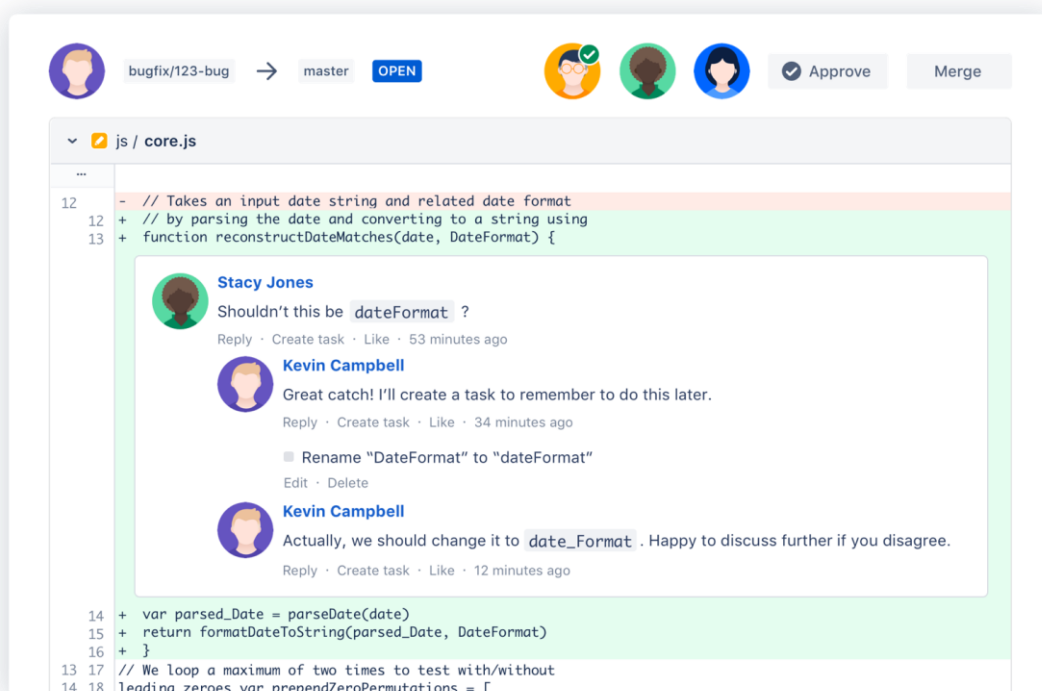 bugfix/123-bug → master OPEN Approve Merge
js / core.js
...
12 - // Takes an input date string and related date format
12 + // by parsing the date and converting to a string using
13 + function reconstructDateMatches(date, DateFormat) {
Stacy Jones
Shouldn't this be dateFormat ?
Reply · Create task · Like · 53 minutes ago
Kevin Campbell
Great catch! I'll create a task to remember to do this later.
Reply · Create task · Like · 34 minutes ago
Rename “DateFormat” to “dateFormat”
Edit · Delete
Kevin Campbell
Actually, we should change it to date_Format . Happy to discuss further if you disagree.
Reply · Create task · Like · 12 minutes ago
14 + var parsed_Date = parseDate(date)
15 + return formatDateToString(parsed_Date, DateFormat)
16 + }
13 17 // We loop a maximum of two times to test with/without
14 18 leading zeroes var prependZeroPermutations = [